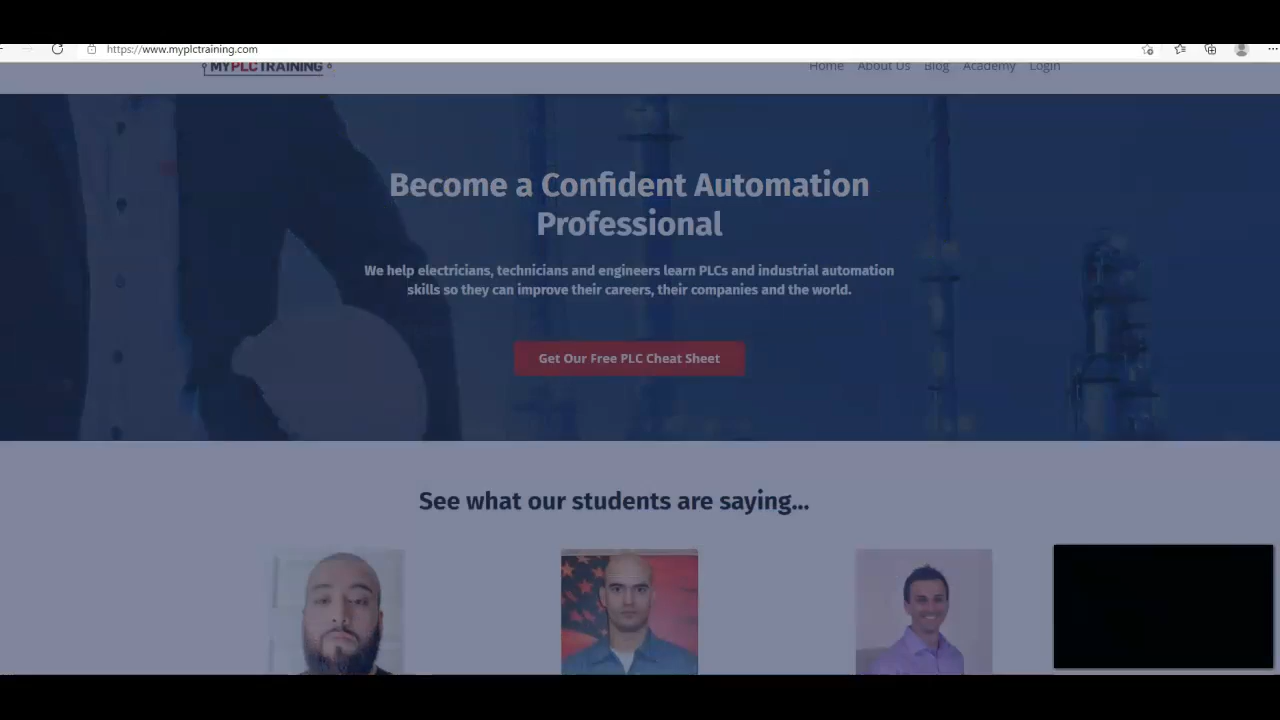 https://www.myplctraining.com
MYPLCTRAINING
Home About Us Blog Academy Login
Become a Confident Automation
Professional
We help electricians, technicians and engineers learn PLCs and industrial automation
skills so they can improve their careers, their companies and the world.
Get Our Free PLC Cheat Sheet
See what our students are saying...